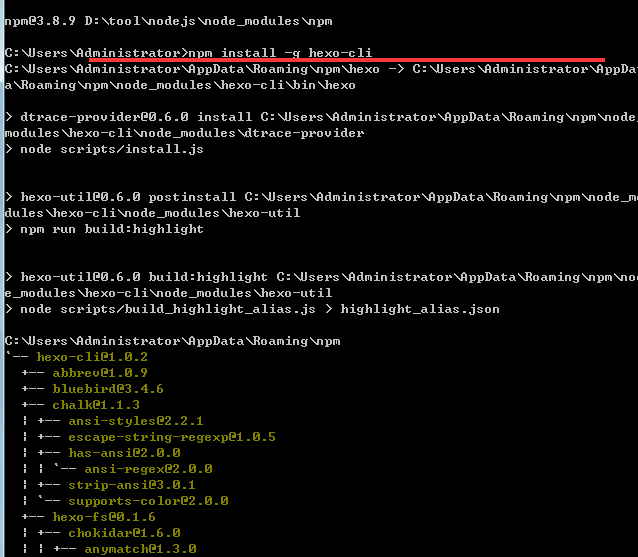 npm@3.8.9 D:\tool\nodejs\node_modules\npm
C:\Users\Administrator>npm install -g hexo-cli
C:\Users\Administrator\AppData\Roaming\npm\hexo -> C:\Users\Administrator\AppDat
a\Roaming\npm\node_modules\hexo-cli\bin\hexo
> dtrace-provider@0.6.0 install C:\Users\Administrator\AppData\Roaming\npm\node_
modules\hexo-cli\node_modules\dtrace-provider
> node scripts/install.js
> hexo-util@0.6.0 postinstall C:\Users\Administrator\AppData\Roaming\npm\node_mo
dules\hexo-cli\node_modules\hexo-util
> npm run build:highlight
> hexo-util@0.6.0 build:highlight C:\Users\Administrator\AppData\Roaming\npm\nod
e_modules\hexo-cli\node_modules\hexo-util
> node scripts/build_highlight_alias.js > highlight_alias.json
C:\Users\Administrator\AppData\Roaming\npm
`-- hexo-cli@1.0.2
  +-- abbrev@1.0.9
  +-- bluebird@3.4.6
  +-- chalk@1.1.3
  | +-- ansi-styles@2.2.1
  | +-- escape-string-regexp@1.0.5
  | +-- has-ansi@2.0.0
  | | `-- ansi-regex@2.0.0
  | +-- strip-ansi@3.0.1
  | `-- supports-color@2.0.0
  +-- hexo-fs@0.1.6
  | +-- chokidar@1.6.0
  | | +-- anymatch@1.3.0